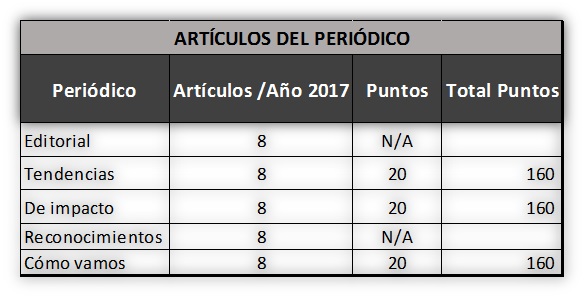 ARTÍCULOS DEL PERIÓDICO
Periódico Artículos /Año 2017 Puntos Total Puntos
Editorial 8 N/A
Tendencias 8 20 160
De impacto 8 20 160
Reconocimientos 8 N/A
Cómo vamos 8 20 160